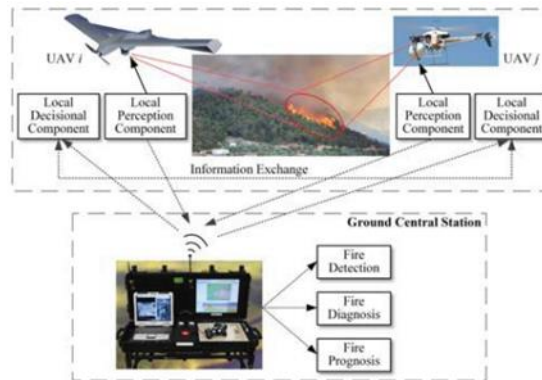 UAV i
UAV j
Local
Decisional
Component
Local
Perception
Component
Local
Perception
Component
Local
Decisional
Component
Information Exchange
Ground Central Station
Fire
Detection
Fire
Diagnosis
Fire
Prognosis